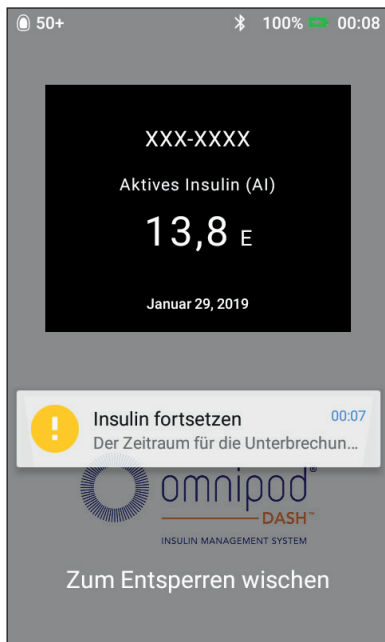 50+ 100% 00:08
XXX-XXXX
Aktives Insulin (AI)
13,8 E
Januar 29, 2019
Insulin fortsetzen 00:07
Der Zeitraum für die Unterbrechun...
omnipod®
DASH™
INSULIN MANAGEMENT SYSTEM
Zum Entsperren wischen